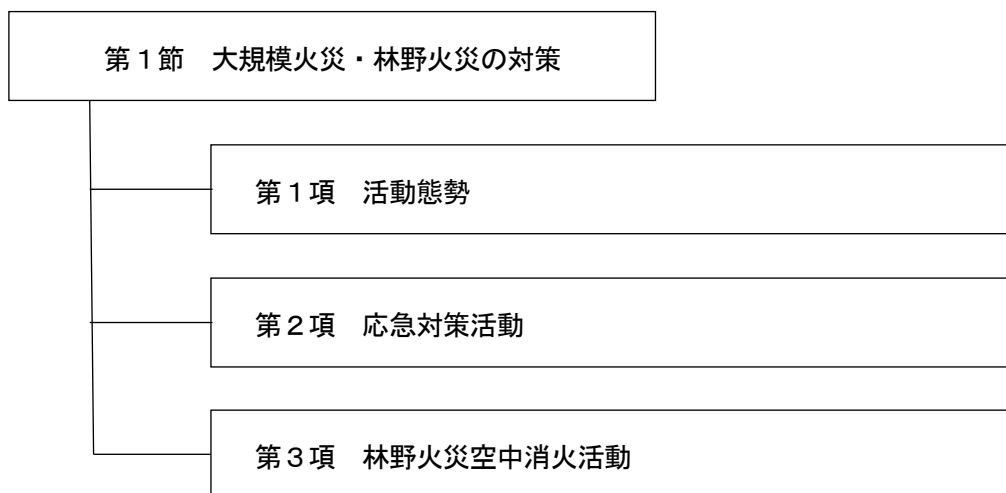 第１節　大規模火災・林野火災の対策
第１項　活動態勢
第２項　応急対策活動
第３項　林野火災空中消火活動